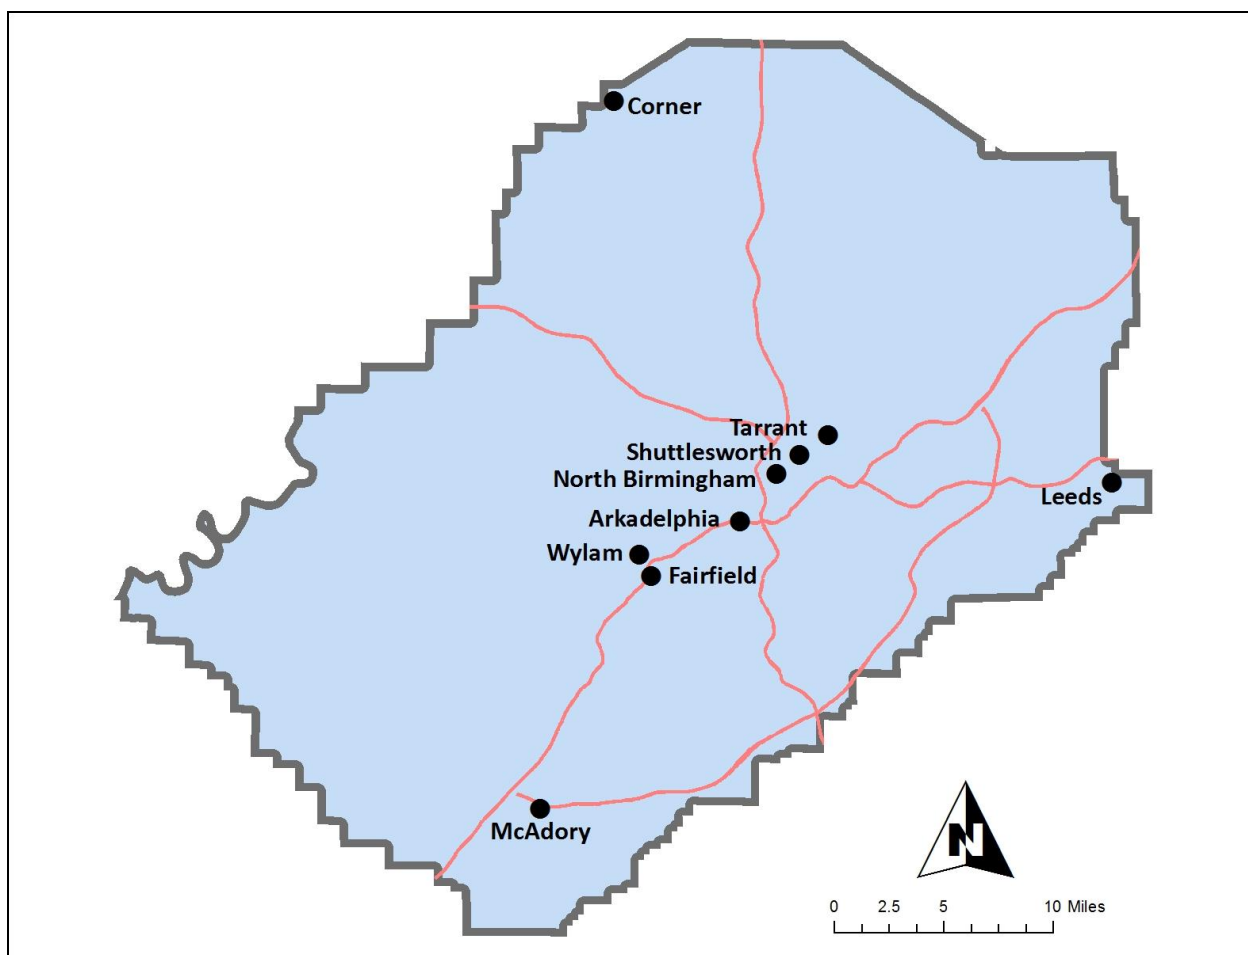 Corner
Tarrant
Shuttlesworth
North Birmingham
Leeds
Arkadelphia
Wylam
Fairfield
McAdory
N
0 2.5 5 10 Miles